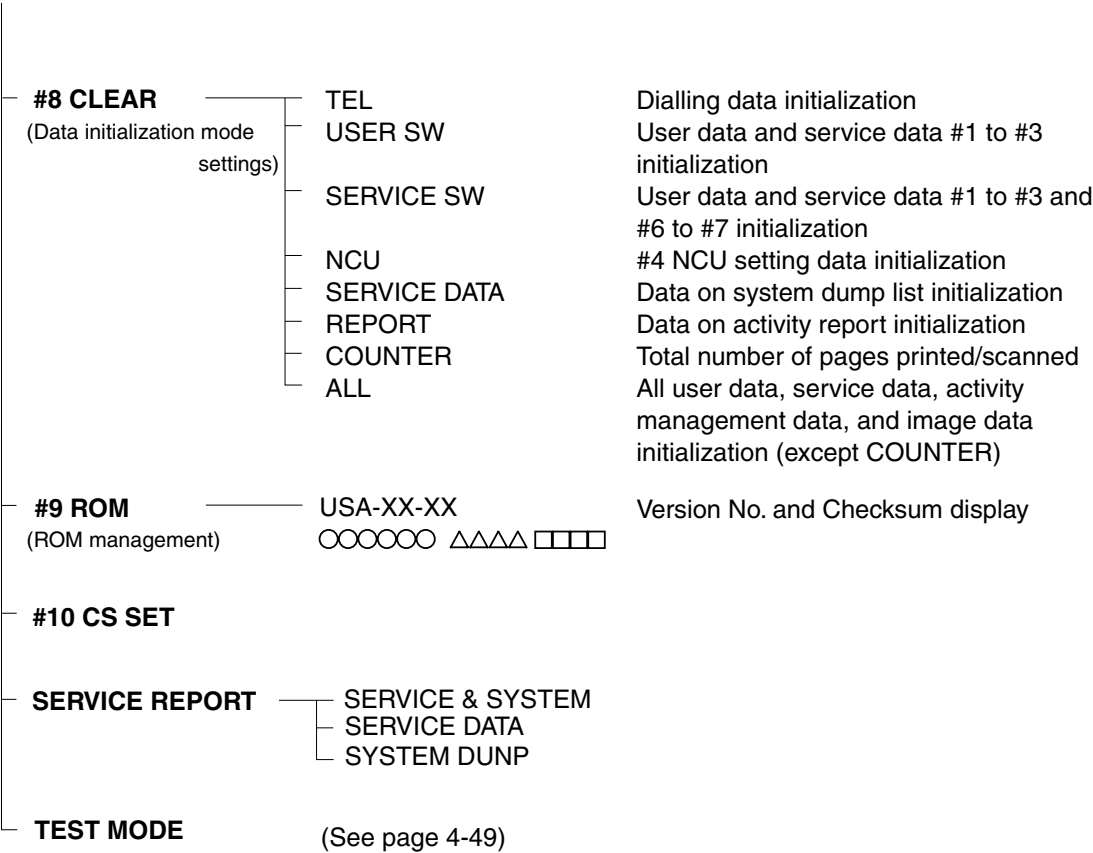 #8 CLEAR TEL Dialling data initialization
(Data initialization mode USER SW User data and service data #1 to #3
settings) initialization
SERVICE SW User data and service data #1 to #3 and
#6 to #7 initialization
NCU #4 NCU setting data initialization
SERVICE DATA Data on system dump list initialization
REPORT Data on activity report initialization
COUNTER Total number of pages printed/scanned
ALL All user data, service data, activity
management data, and image data
initialization (except COUNTER)
#9 ROM USA-XX-XX Version No. and Checksum display
(ROM management) ○○○○○○ △△△△ □□□□
#10 CS SET
SERVICE REPORT SERVICE & SYSTEM
SERVICE DATA
SYSTEM DUNP
TEST MODE (See page 4-49)